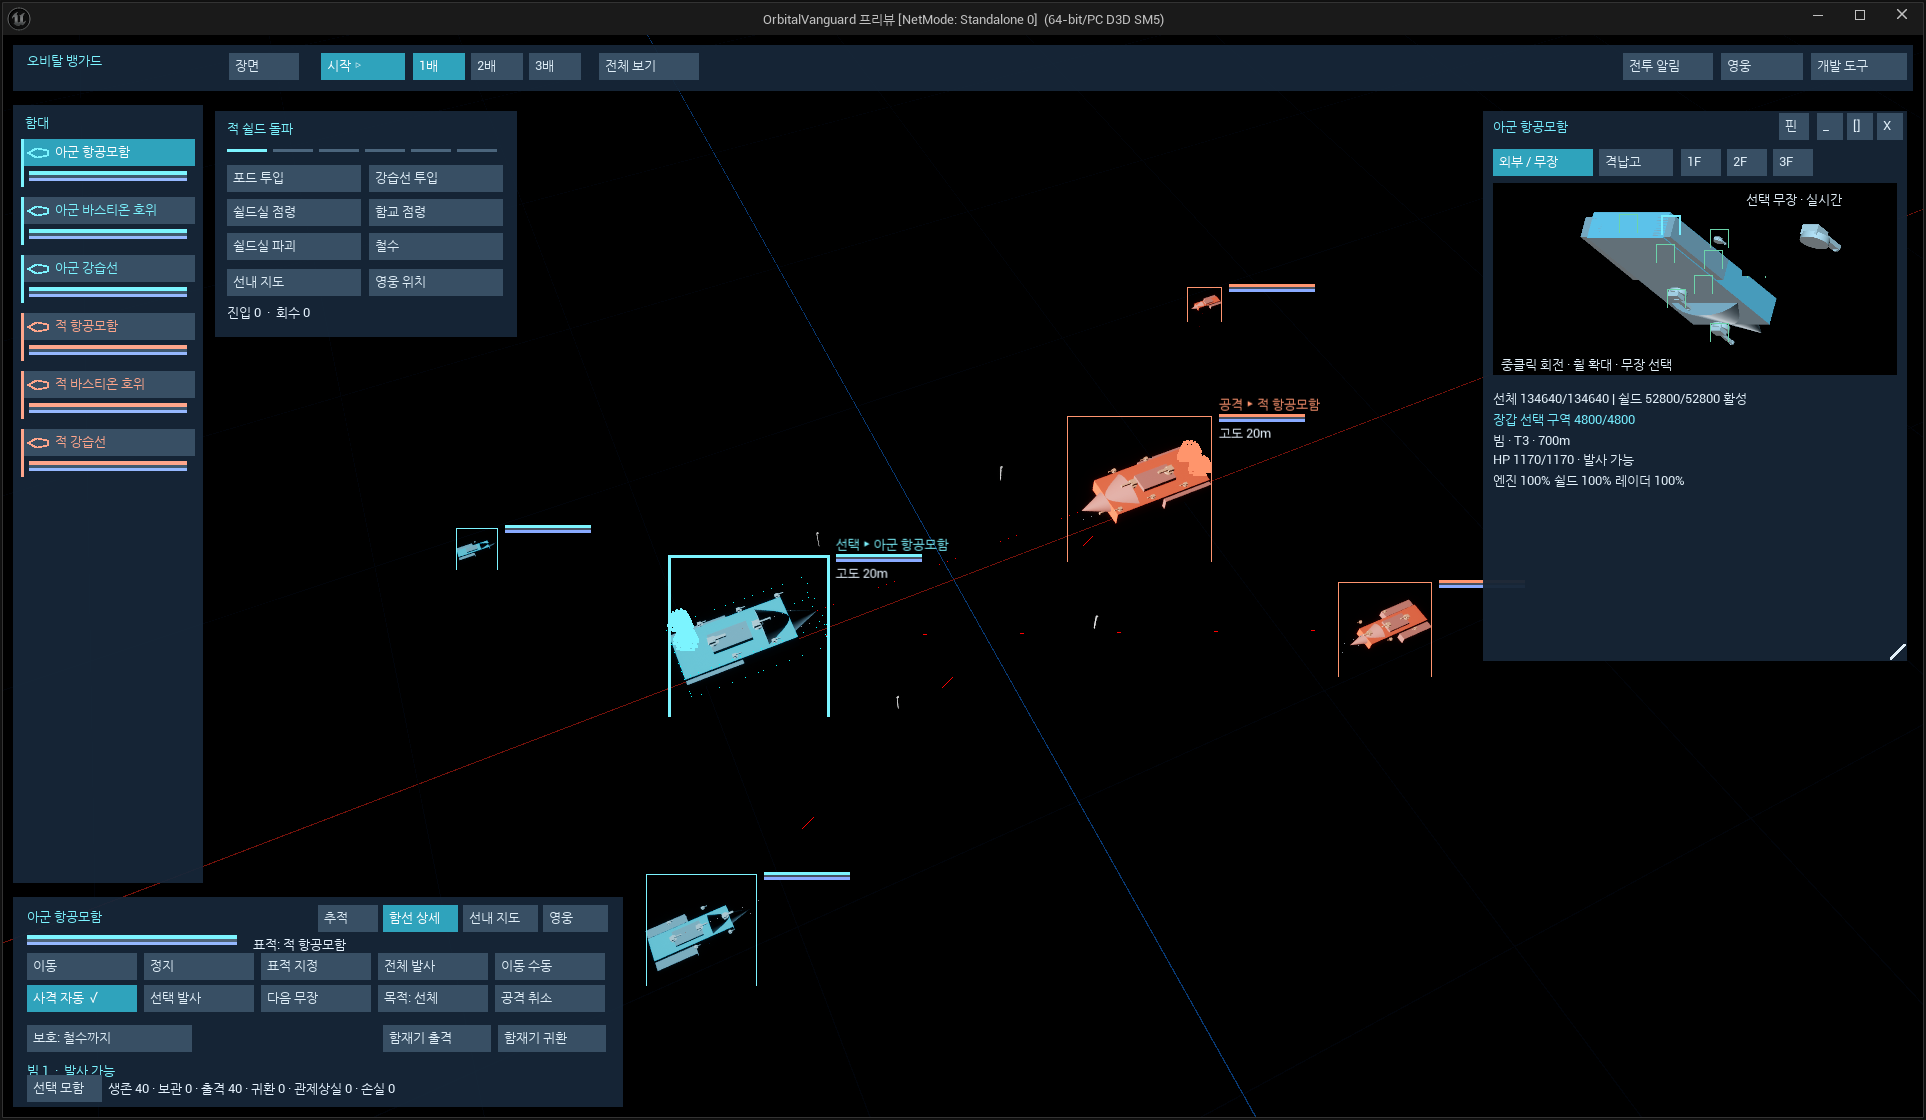 OrbitalVanguard 프리뷰 [NetMode: Standalone 0]  (64-bit/PC D3D SM5)
오비탈 뱅가드
장면
시작 ▷
1배
2배
3배
전체 보기
전투 알림
영웅
개발 도구
함대
아군 항공모함
아군 바스티온 호위
아군 강습선
적 항공모함
적 바스티온 호위
적 강습선
적 쉴드 돌파
포드 투입
강습선 투입
쉴드실 점령
함교 점령
쉴드실 파괴
철수
선내 지도
영웅 위치
진입 0 · 회수 0
공격 ▶ 적 항공모함
고도 20m
선택 ▶ 아군 항공모함
고도 20m
아군 항공모함
핀
_
[]
X
외부 / 무장
격납고
1F
2F
3F
선택 무장 · 실시간
중클릭 회전 · 휠 확대 · 무장 선택
선체 134640/134640 | 쉴드 52800/52800 활성
장갑 선택 구역 4800/4800
빔 · T3 · 700m
HP 1170/1170 · 발사 가능
엔진 100% 쉴드 100% 레이더 100%
아군 항공모함
추적
함선 상세
선내 지도
영웅
표적: 적 항공모함
이동
정지
표적 지정
전체 발사
이동 수동
사격 자동 √
선택 발사
다음 무장
목적: 선체
공격 취소
보호: 철수까지
함재기 출격
함재기 귀환
빔 1 · 발사 가능
선택 모함
생존 40 · 보관 0 · 출격 40 · 귀환 0 · 관제상실 0 · 손실 0